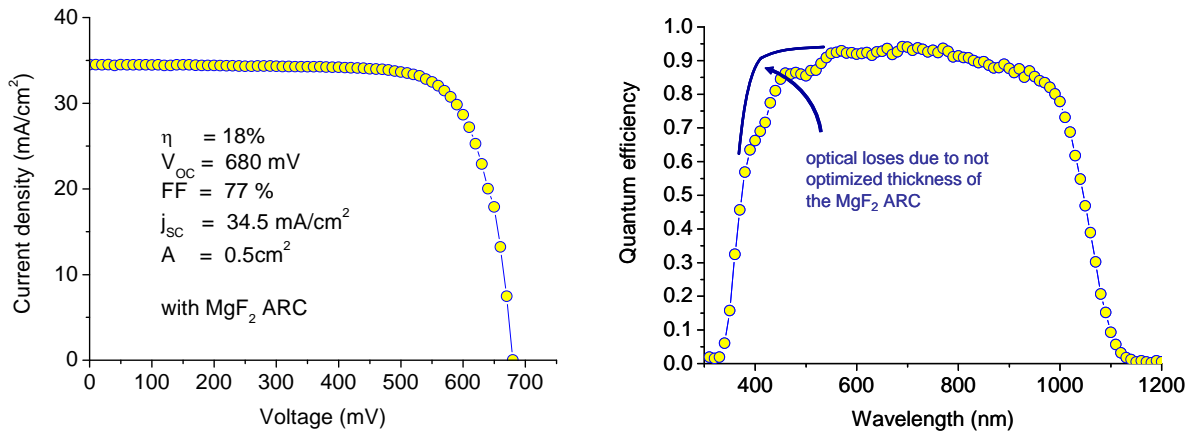 40
30
20
10
0
0 100 200 300 400 500 600 700
Current density (mA/cm²)
Voltage (mV)
η = 18%
V_OC = 680 mV
FF = 77 %
j_SC = 34.5 mA/cm²
A = 0.5cm²
with MgF₂ ARC
1.0
0.9
0.8
0.7
0.6
0.5
0.4
0.3
0.2
0.1
0.0
400 600 800 1000 1200
Quantum efficiency
Wavelength (nm)
optical loses due to not
optimized thickness of
the MgF₂ ARC